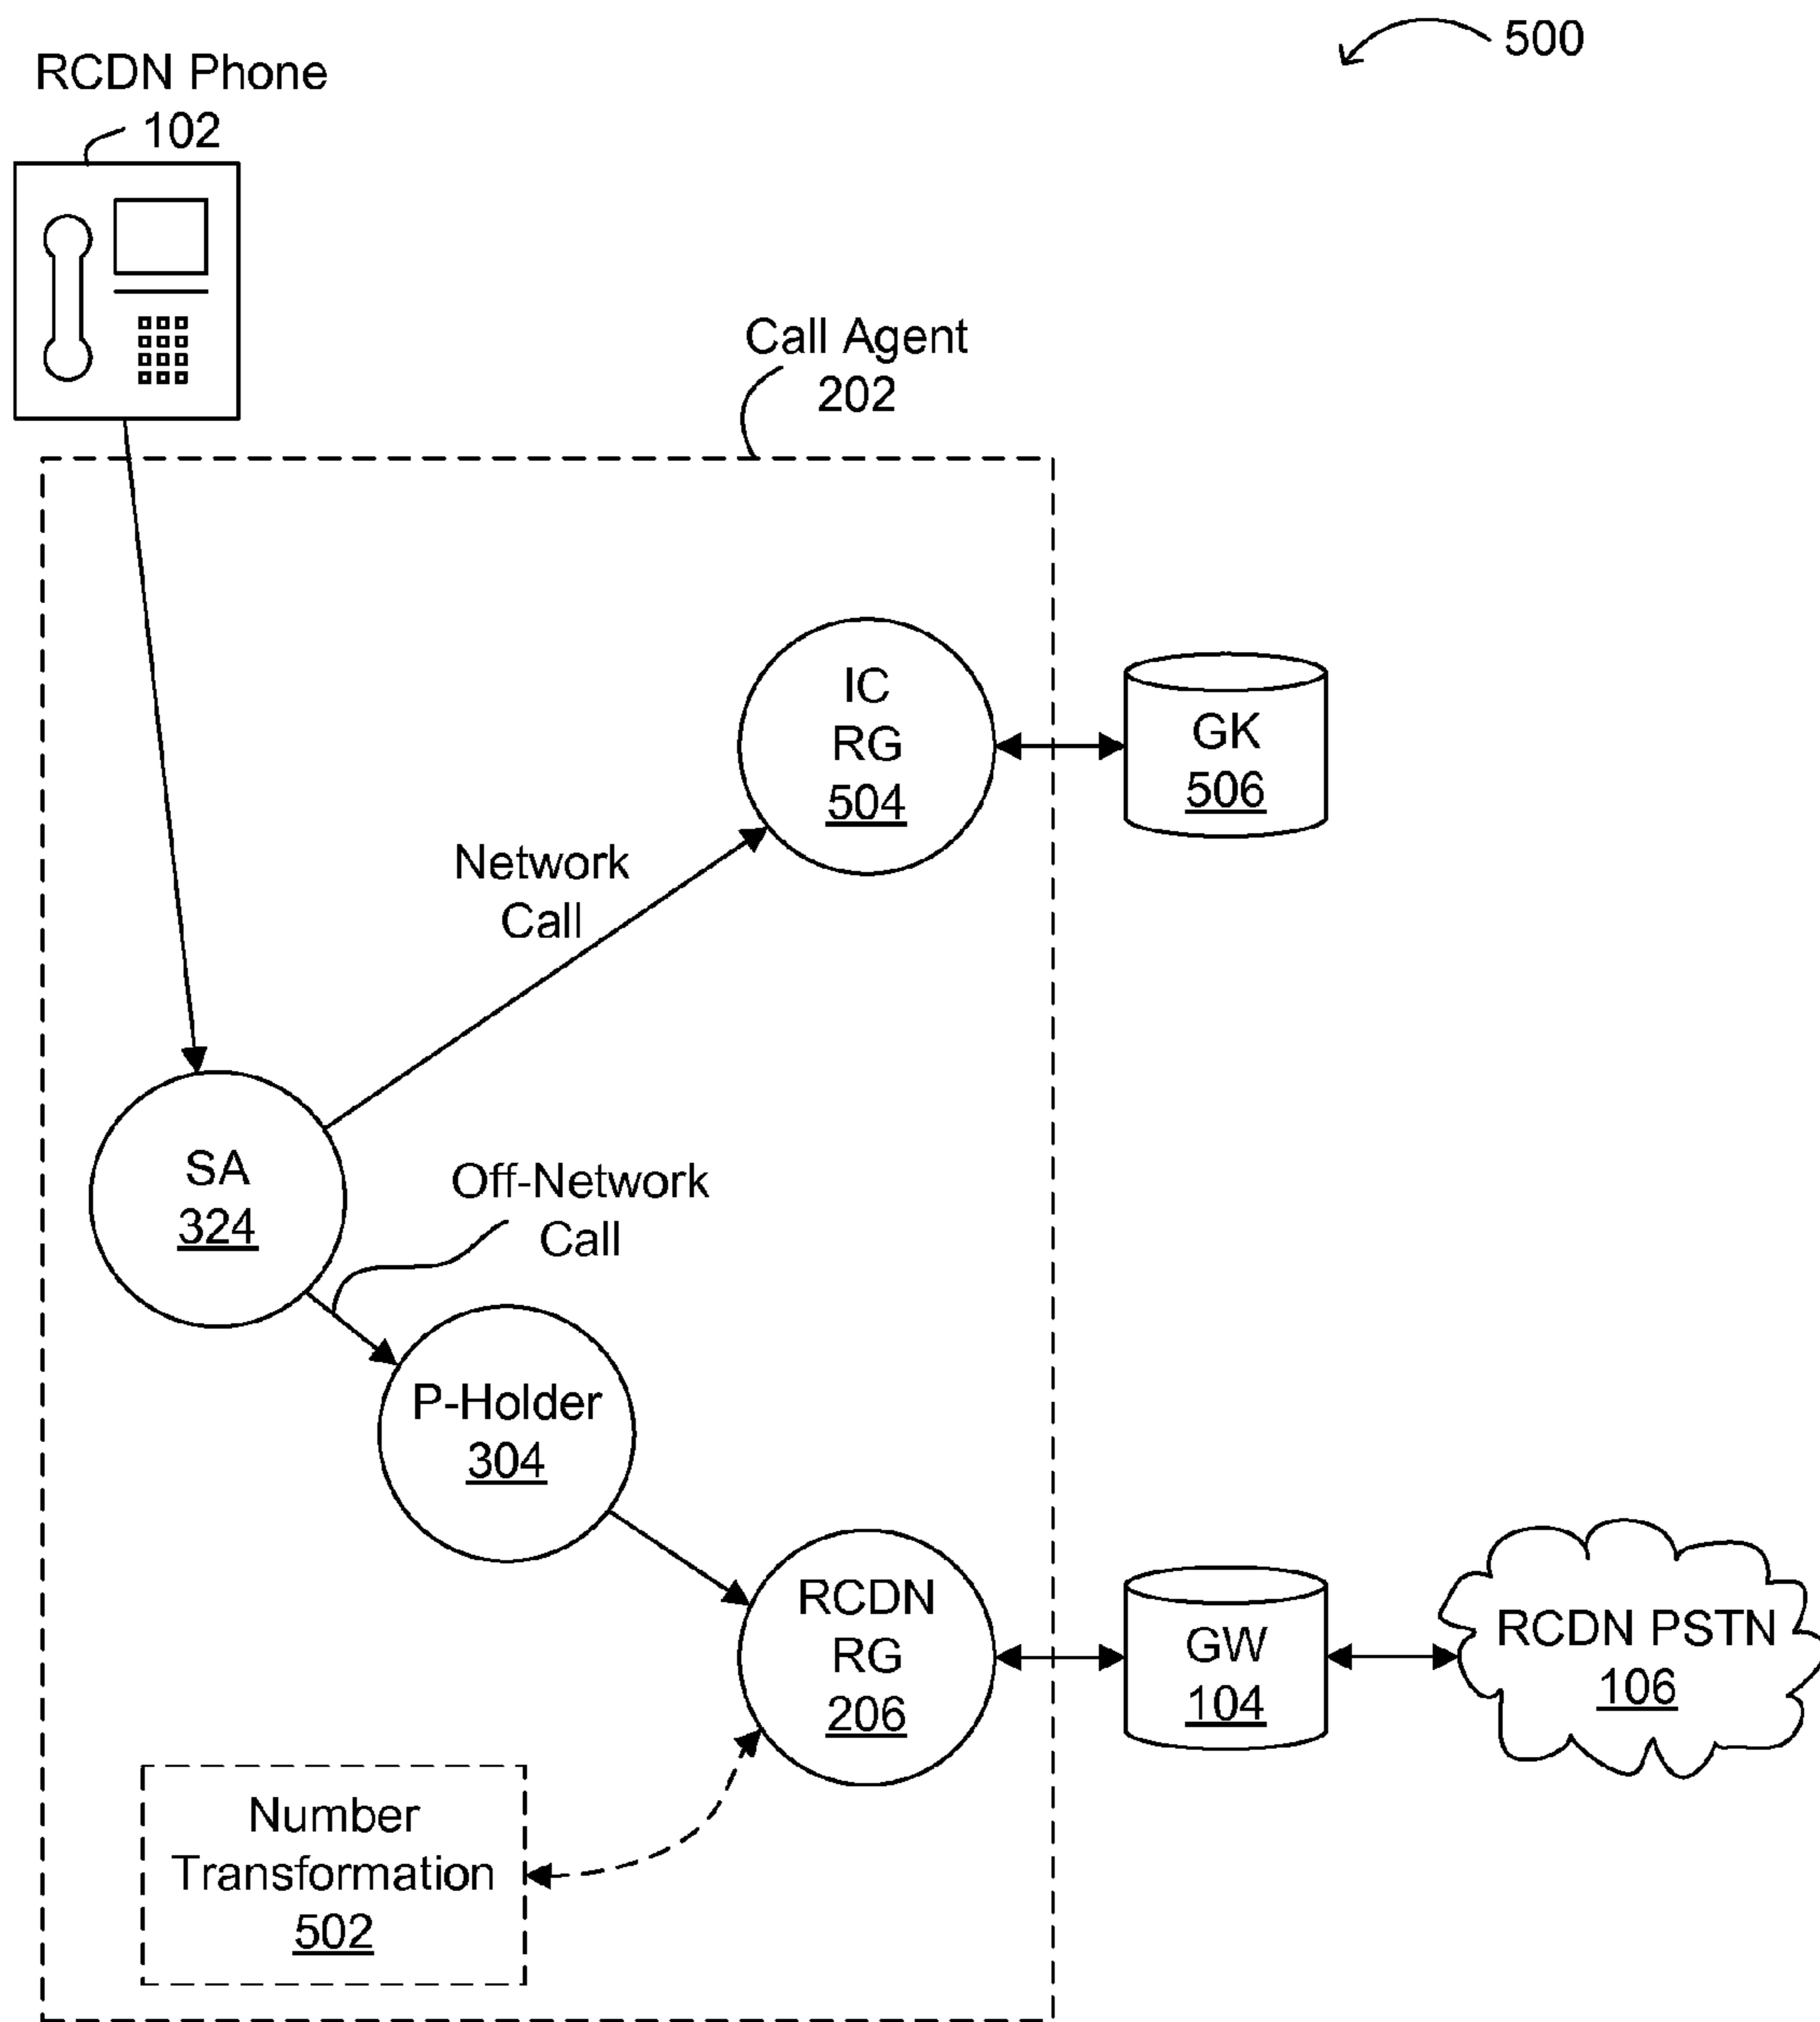 500
RCDN Phone
102
Call Agent
202
IC
RG
504
GK
506
Network
Call
SA
324
Off-Network
Call
P-Holder
304
RCDN
RG
206
GW
104
RCDN PSTN
106
Number
Transformation
502